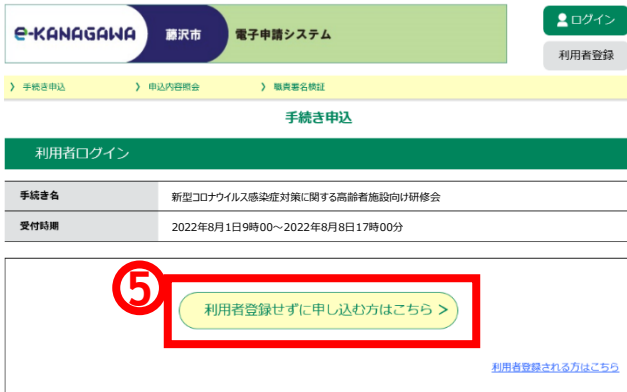 e-KANAGAWA 藤沢市 電子申請システム
ログイン
利用者登録
> 手続き申込 > 申込内容照会 > 職責署名検証
手続き申込
利用者ログイン
手続き名 新型コロナウイルス感染症対策に関する高齢者施設向け研修会
受付時期 2022年8月1日9時00～2022年8月8日17時00分
⑤
利用者登録せずに申し込む方はこちら >
利用者登録される方はこちら